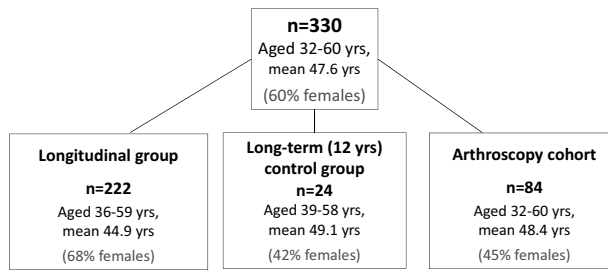 n=330
Aged 32-60 yrs,
mean 47.6 yrs
(60% females)
Longitudinal group
n=222
Aged 36-59 yrs,
mean 44.9 yrs
(68% females)
Long-term (12 yrs)
control group
n=24
Aged 39-58 yrs,
mean 49.1 yrs
(42% females)
Arthroscopy cohort
n=84
Aged 32-60 yrs,
mean 48.4 yrs
(45% females)